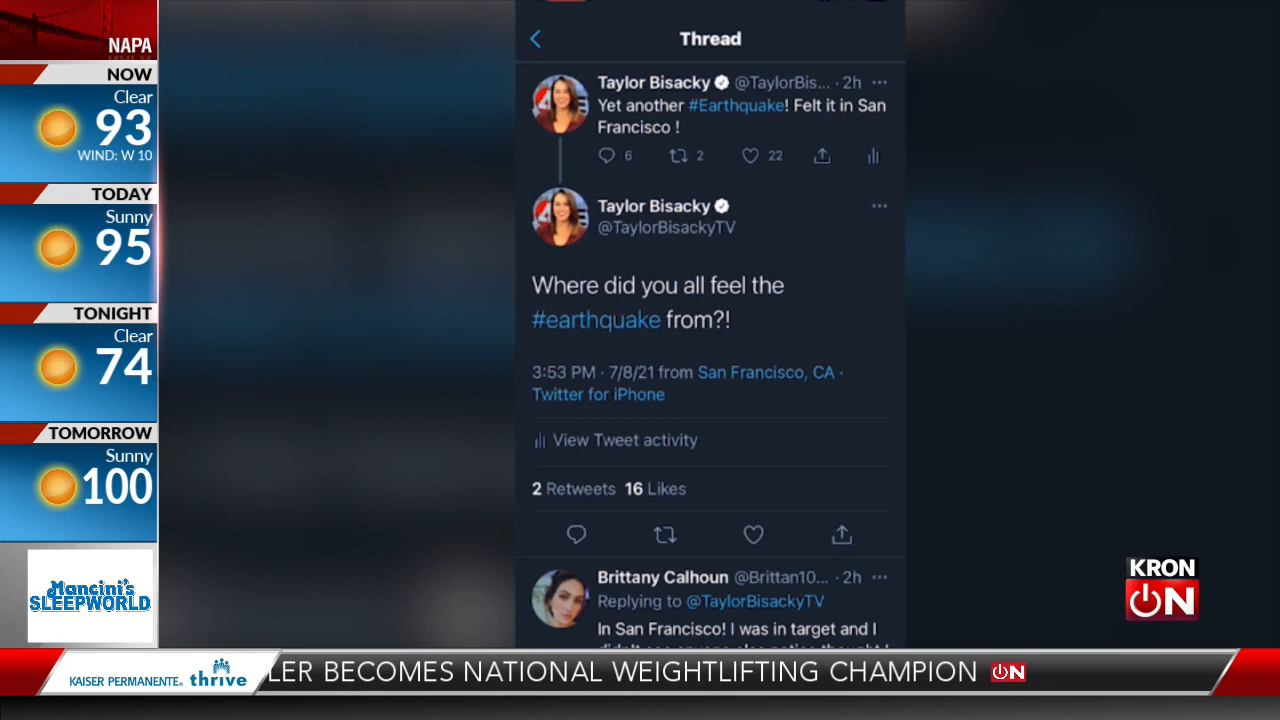 NAPA
NOW
Clear
93
WIND: W 10
TODAY
Sunny
95
TONIGHT
Clear
74
TOMORROW
Sunny
100
Mancini's
SLEEPWORLD
Thread
Taylor Bisacky @TaylorBis... · 2h
Yet another #Earthquake! Felt it in San
Francisco !
6 2 22
Taylor Bisacky
@TaylorBisackyTV
Where did you all feel the
#earthquake from?!
3:53 PM · 7/8/21 from San Francisco, CA ·
Twitter for iPhone
View Tweet activity
2 Retweets 16 Likes
Brittany Calhoun @Brittan10... · 2h
Replying to @TaylorBisackyTV
In San Francisco! I was in target and I
KRON
ON
KAISER PERMANENTE® thrive
LER BECOMES NATIONAL WEIGHTLIFTING CHAMPION ON